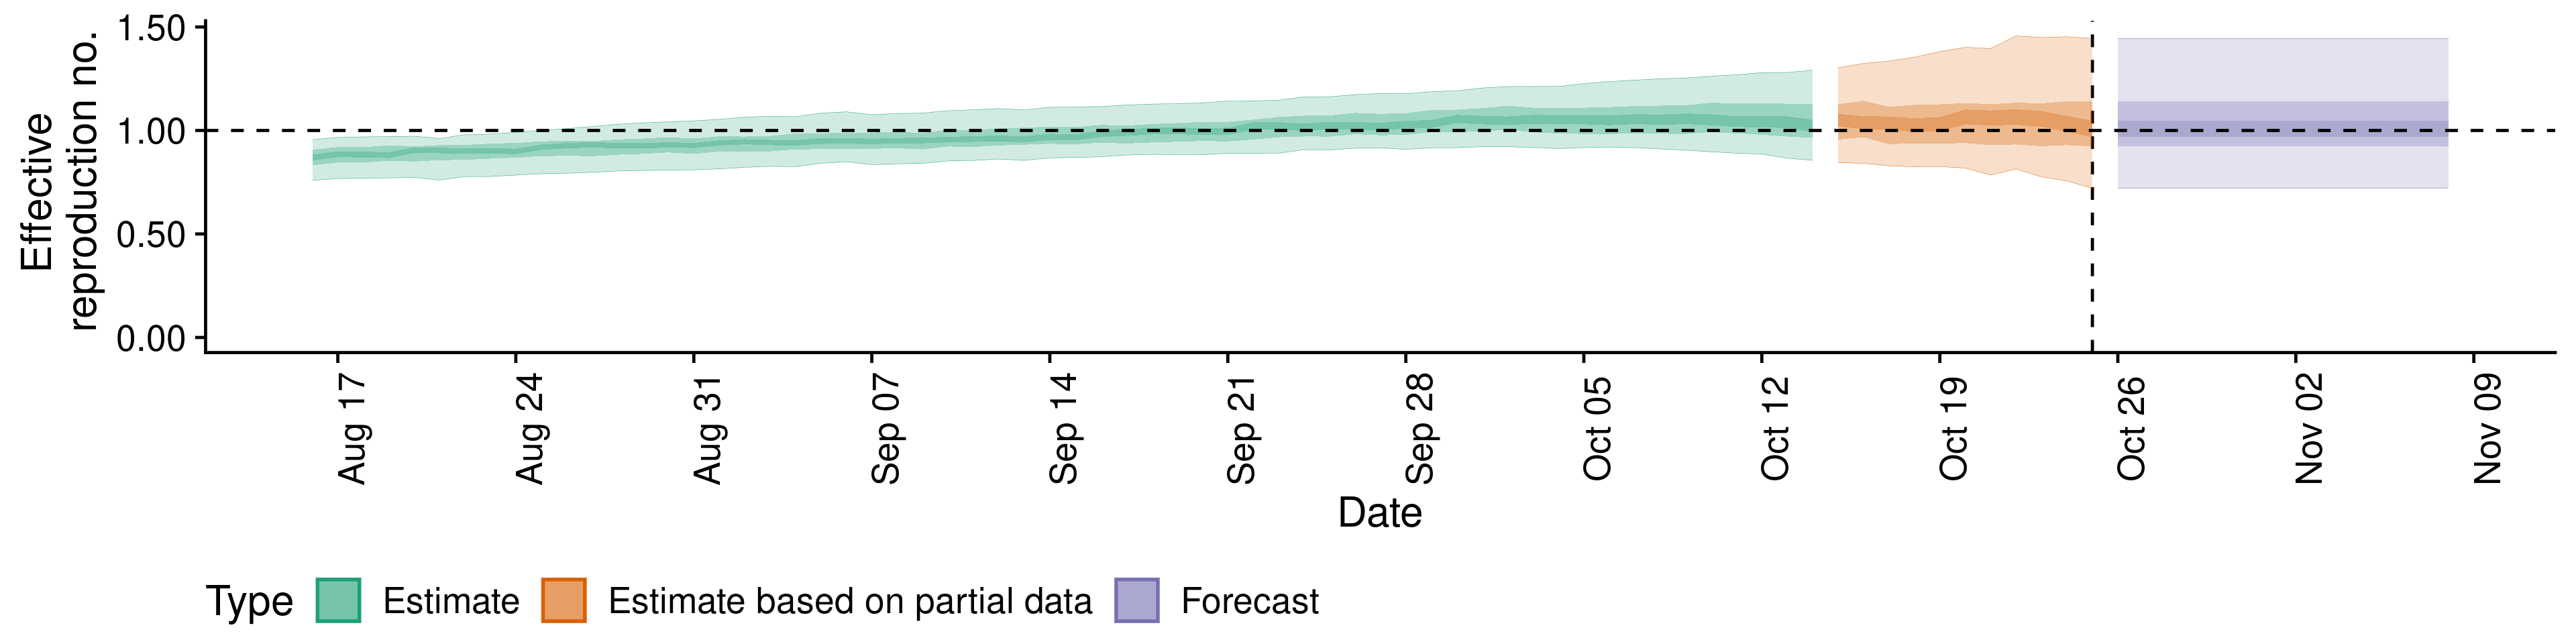 Effective
reproduction no.
1.50
1.00
0.50
0.00
Aug 17
Aug 24
Aug 31
Sep 07
Sep 14
Sep 21
Sep 28
Oct 05
Oct 12
Oct 19
Oct 26
Nov 02
Nov 09
Date
Type Estimate Estimate based on partial data Forecast